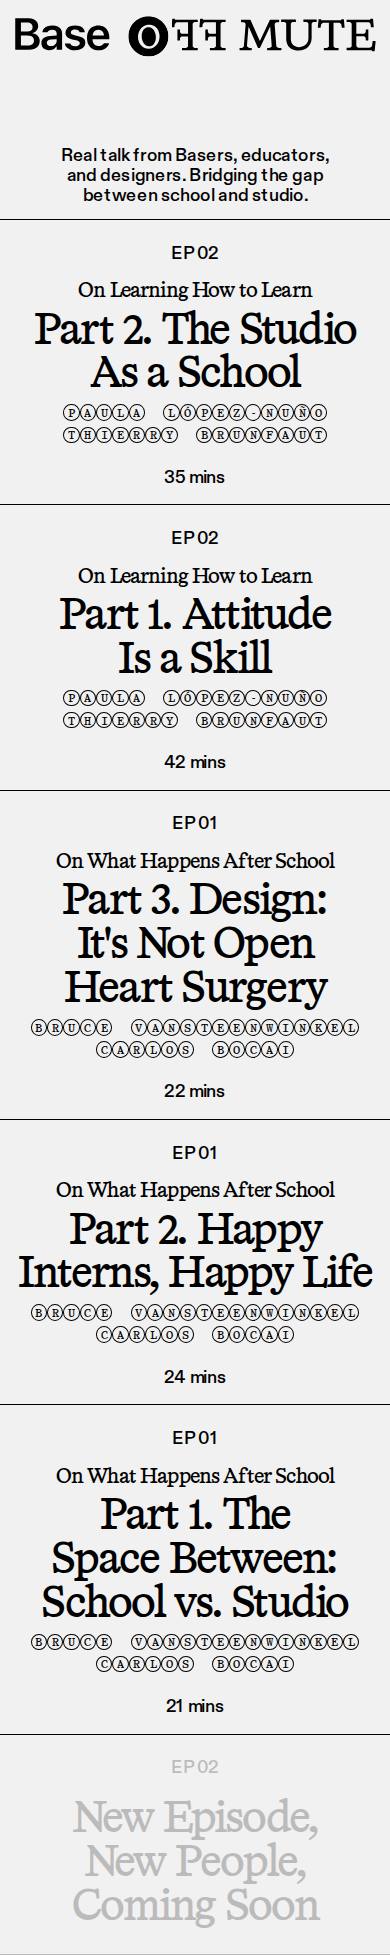 Base OFF MUTE
Real talk from Basers, educators,
and designers. Bridging the gap
between school and studio.
EP 02
On Learning How to Learn
Part 2. The Studio
As a School
PAULA LÓPEZ-NUÑO
THIERRY BRUNFAUT
35 mins
EP 02
On Learning How to Learn
Part 1. Attitude
Is a Skill
PAULA LÓPEZ-NUÑO
THIERRY BRUNFAUT
42 mins
EP 01
On What Happens After School
Part 3. Design:
It's Not Open
Heart Surgery
BRUCE VANSTEENWINKEL
CARLOS BOCAI
22 mins
EP 01
On What Happens After School
Part 2. Happy
Interns, Happy Life
BRUCE VANSTEENWINKEL
CARLOS BOCAI
24 mins
EP 01
On What Happens After School
Part 1. The
Space Between:
School vs. Studio
BRUCE VANSTEENWINKEL
CARLOS BOCAI
21 mins
EP 02
New Episode,
New People,
Coming Soon